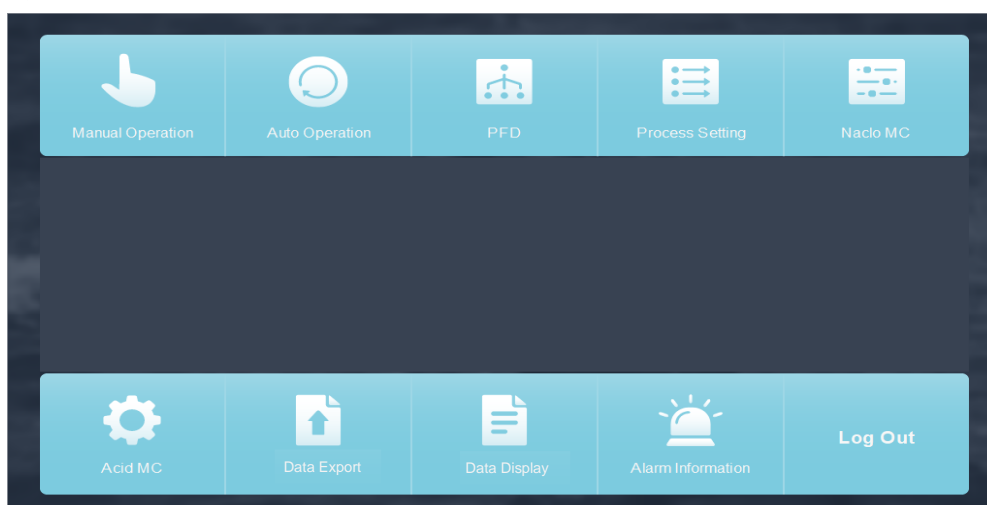 Manual Operation
Auto Operation
PFD
Process Setting
Naclo MC
Acid MC
Data Export
Data Display
Alarm Information
Log Out